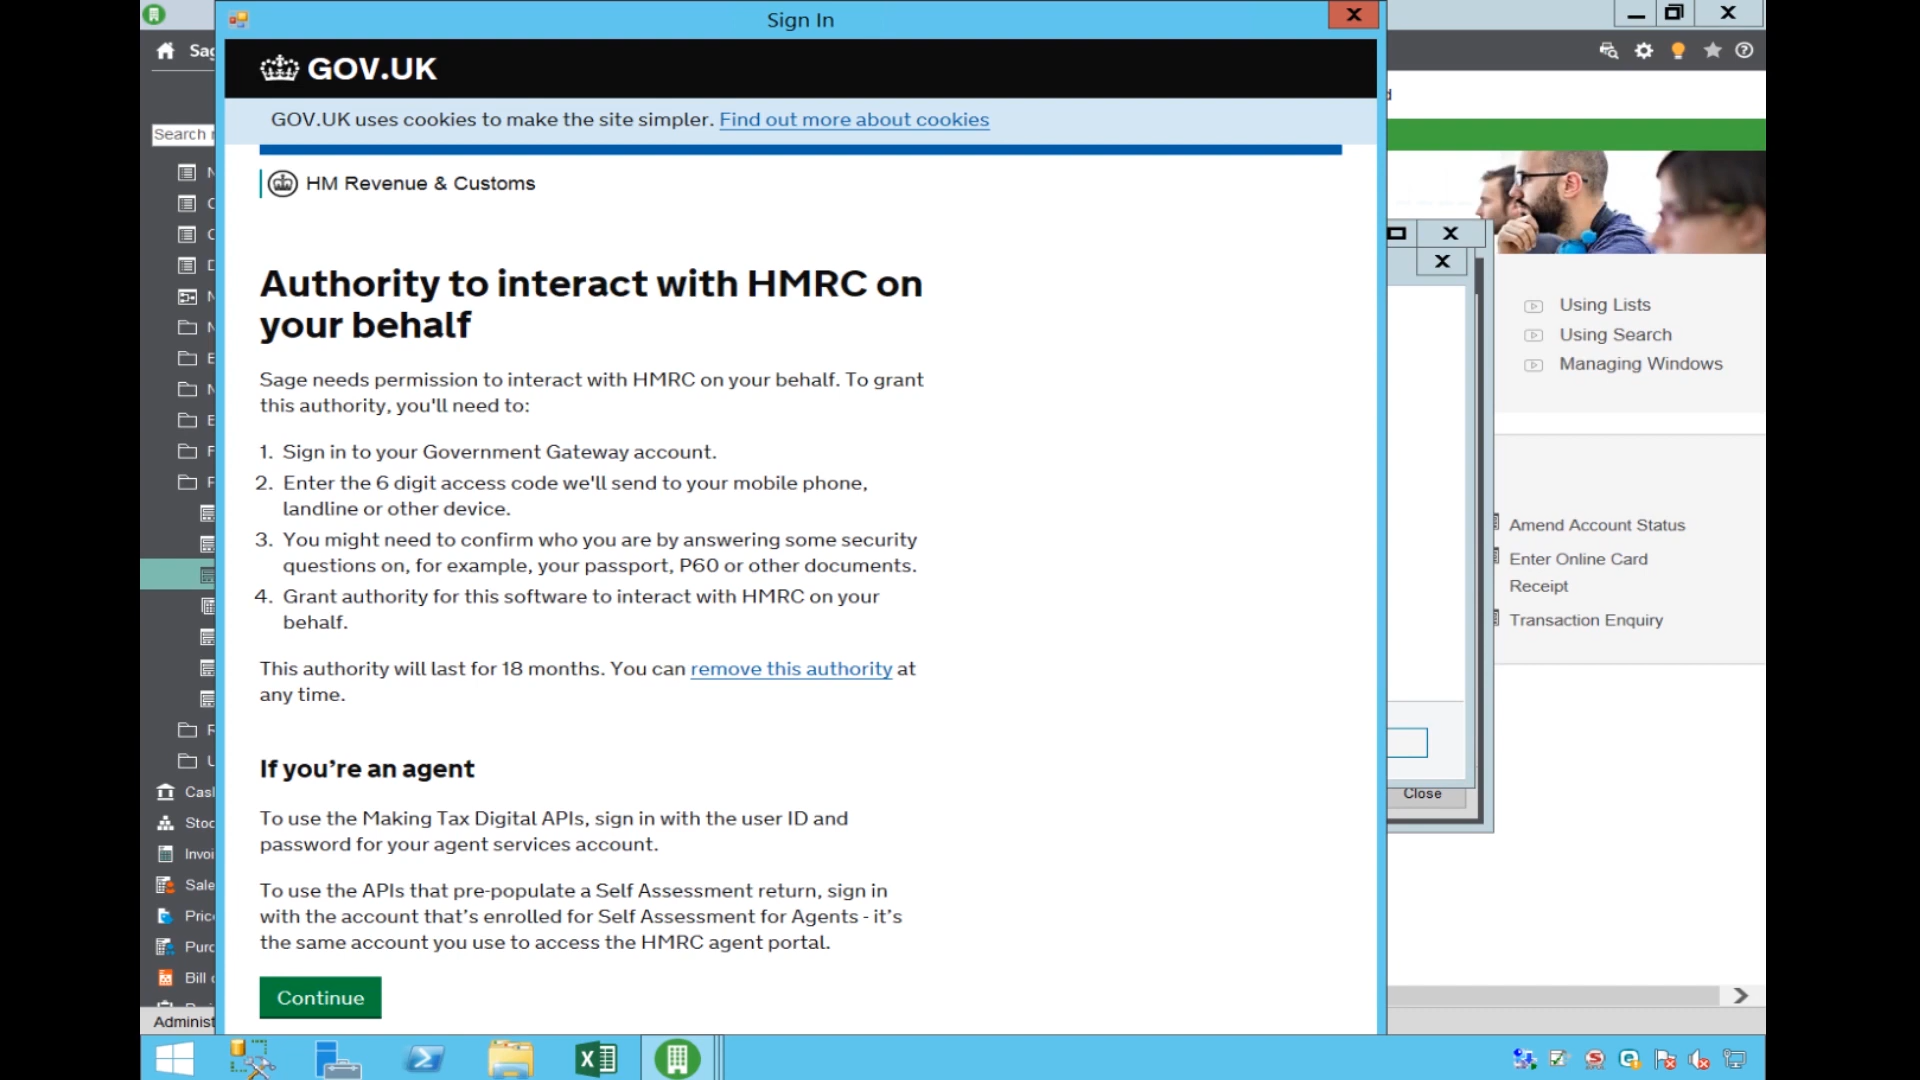 Sign In
GOV.UK
GOV.UK uses cookies to make the site simpler. Find out more about cookies
HM Revenue & Customs
Authority to interact with HMRC on
your behalf
Sage needs permission to interact with HMRC on your behalf. To grant
this authority, you'll need to:
1. Sign in to your Government Gateway account.
2. Enter the 6 digit access code we'll send to your mobile phone,
landline or other device.
3. You might need to confirm who you are by answering some security
questions on, for example, your passport, P60 or other documents.
4. Grant authority for this software to interact with HMRC on your
behalf.
This authority will last for 18 months. You can remove this authority at
any time.
If you’re an agent
To use the Making Tax Digital APIs, sign in with the user ID and
password for your agent services account.
To use the APIs that pre-populate a Self Assessment return, sign in
with the account that’s enrolled for Self Assessment for Agents - it’s
the same account you use to access the HMRC agent portal.
Continue
Search
Using Lists
Using Search
Managing Windows
Amend Account Status
Enter Online Card
Receipt
Transaction Enquiry
Close